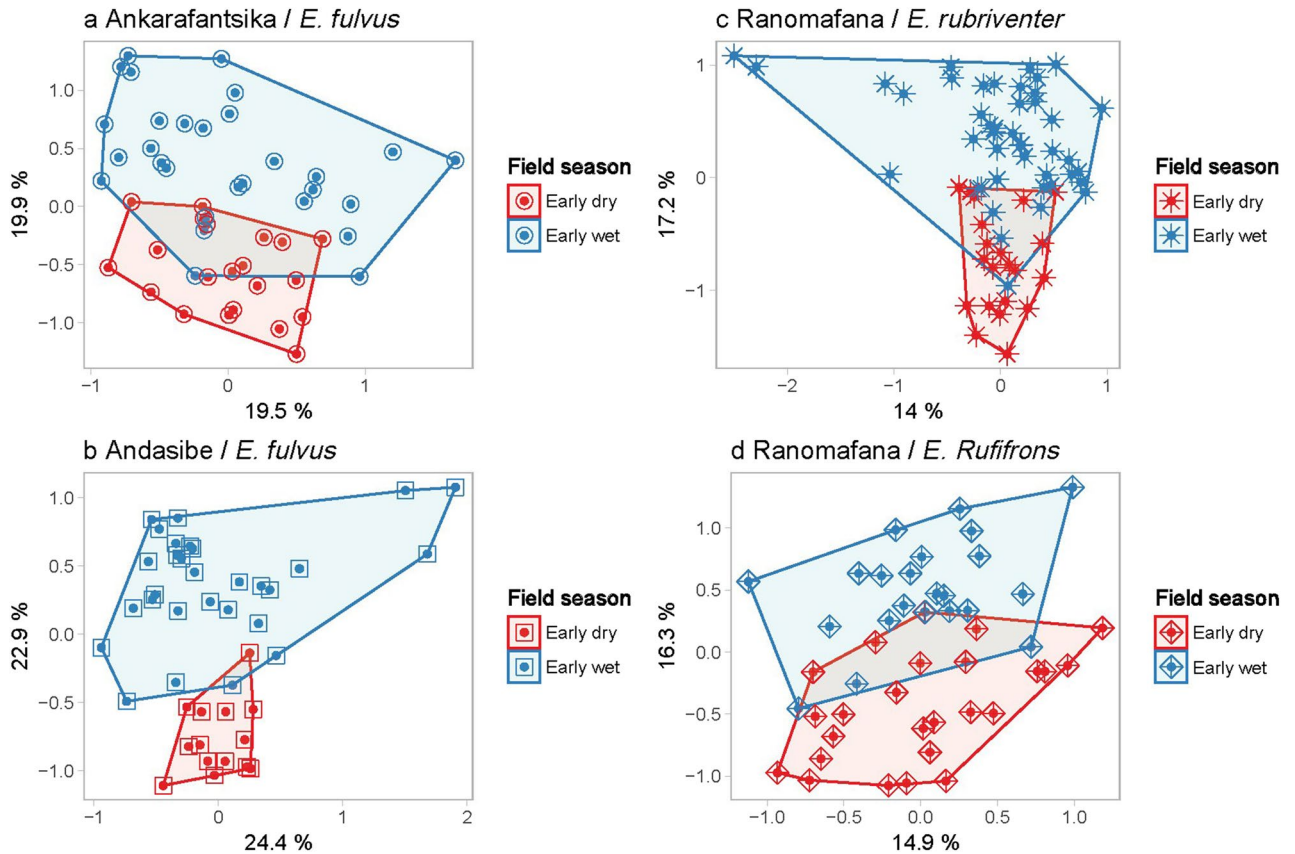 a Ankarafantsika / E. fulvus
19.9 %
1.0
0.5
0.0
−0.5
−1.0
−1
0
1
19.5 %
Field season
Early dry
Early wet
c Ranomafana / E. rubriventer
17.2 %
1
0
−1
−2
−1
0
1
14 %
Field season
Early dry
Early wet
b Andasibe / E. fulvus
22.9 %
1.0
0.5
0.0
−0.5
−1.0
−1
0
1
2
24.4 %
Field season
Early dry
Early wet
d Ranomafana / E. Rufifrons
16.3 %
1.0
0.5
0.0
−0.5
−1.0
−1.0
−0.5
0.0
0.5
1.0
14.9 %
Field season
Early dry
Early wet